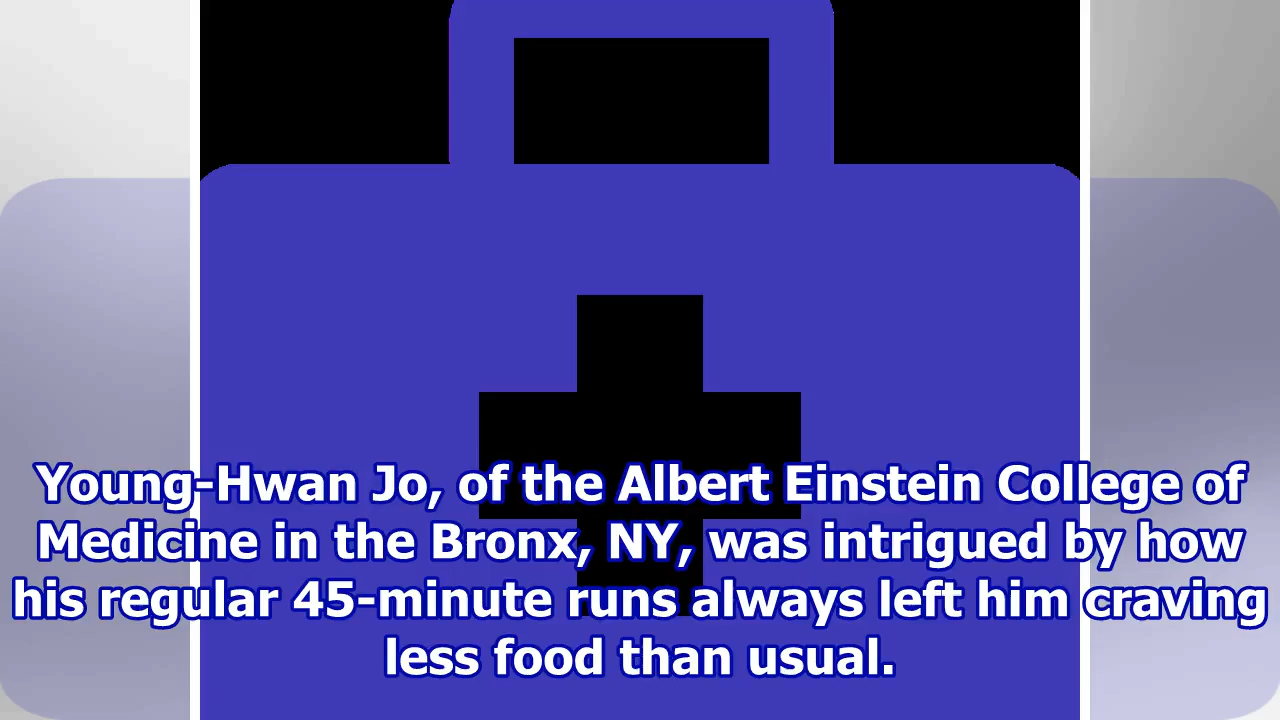 Young-Hwan Jo, of the Albert Einstein College of
Medicine in the Bronx, NY, was intrigued by how
his regular 45-minute runs always left him craving
less food than usual.